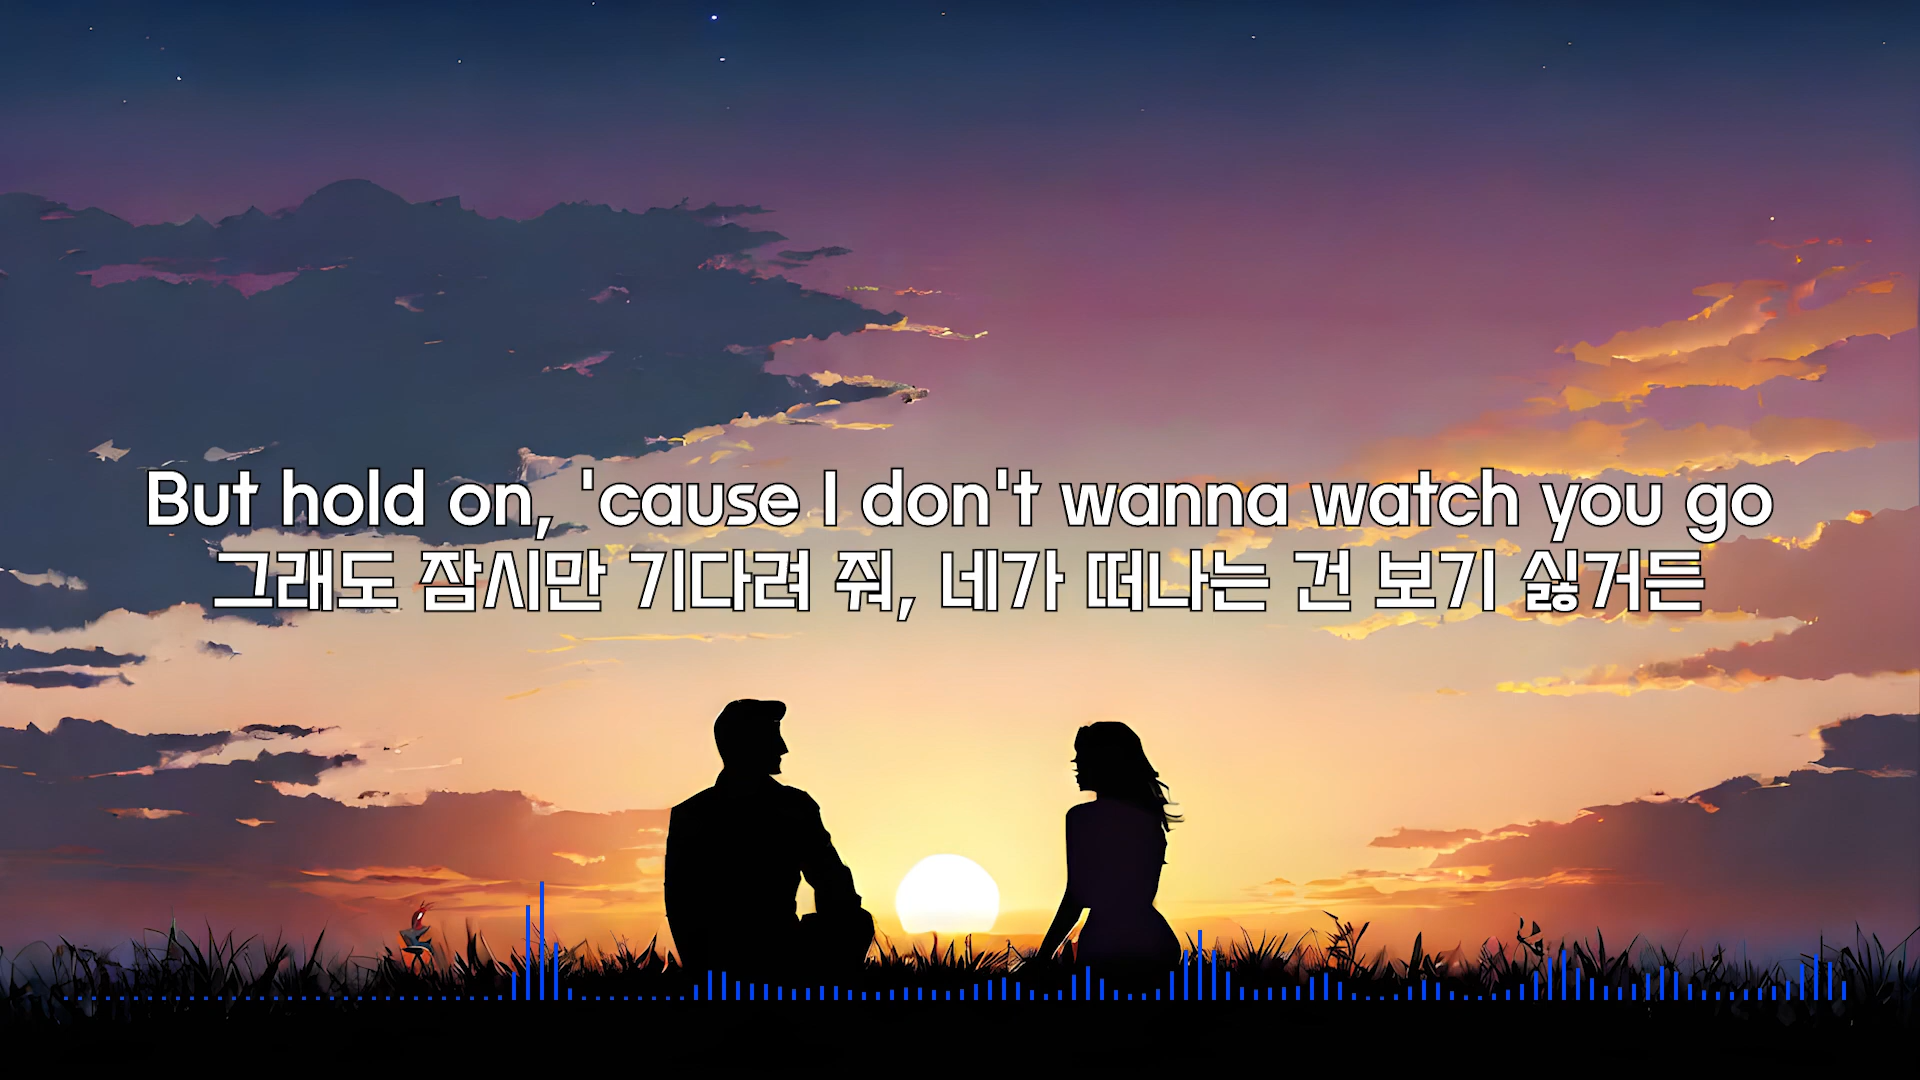 But hold on, 'cause I don't wanna watch you go
그래도 잠시만 기다려 줘, 네가 떠나는 건 보기 싫거든